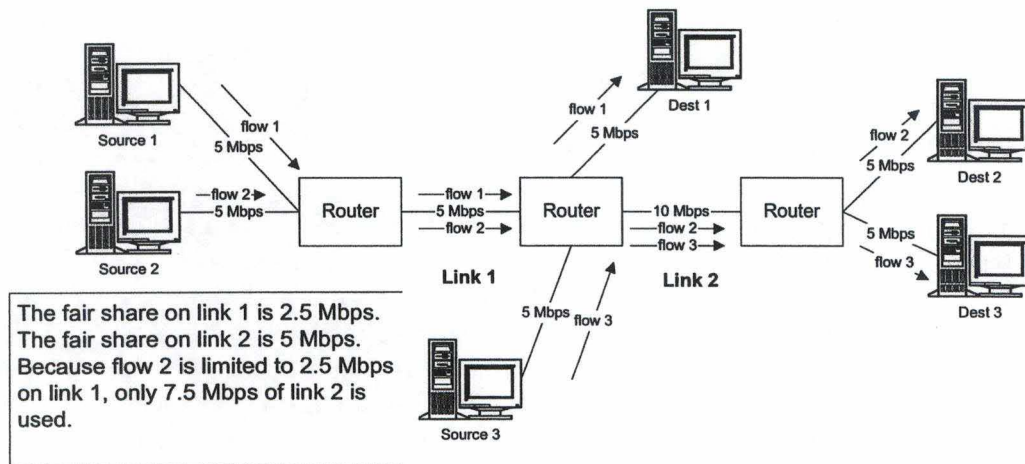 Source 1
flow 1
5 Mbps
Source 2
flow 2
5 Mbps
Router
flow 1
5 Mbps
flow 2
Link 1
Router
flow 1
5 Mbps
Dest 1
5 Mbps
flow 3
Source 3
10 Mbps
flow 2
flow 3
Link 2
Router
flow 2
5 Mbps
Dest 2
5 Mbps
flow 3
Dest 3
The fair share on link 1 is 2.5 Mbps.
The fair share on link 2 is 5 Mbps.
Because flow 2 is limited to 2.5 Mbps
on link 1, only 7.5 Mbps of link 2 is
used.